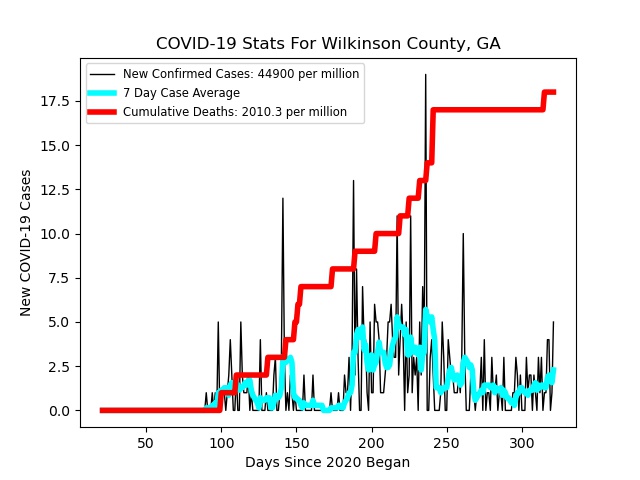 COVID-19 Stats For Wilkinson County, GA
New Confirmed Cases: 44900 per million
7 Day Case Average
Cumulative Deaths: 2010.3 per million
New COVID-19 Cases
17.5
15.0
12.5
10.0
7.5
5.0
2.5
0.0
50 100 150 200 250 300
Days Since 2020 Began